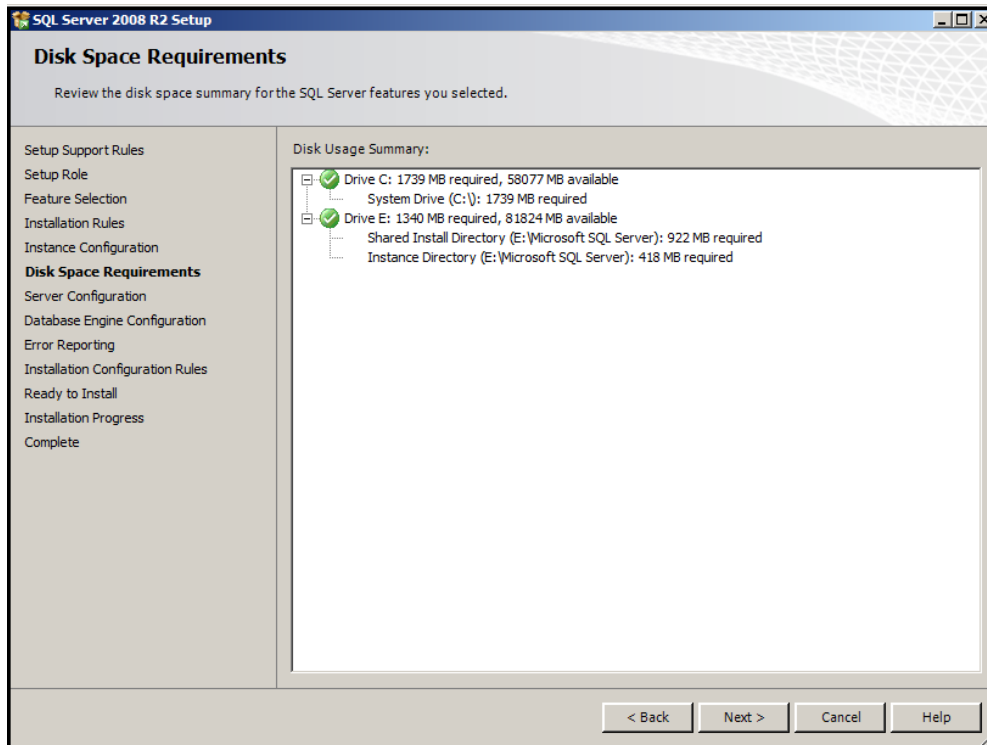 SQL Server 2008 R2 Setup
Disk Space Requirements
Review the disk space summary for the SQL Server features you selected.
Setup Support Rules
Setup Role
Feature Selection
Installation Rules
Instance Configuration
Disk Space Requirements
Server Configuration
Database Engine Configuration
Error Reporting
Installation Configuration Rules
Ready to Install
Installation Progress
Complete
Disk Usage Summary:
Drive C: 1739 MB required, 58077 MB available
System Drive (C:\): 1739 MB required
Drive E: 1340 MB required, 81824 MB available
Shared Install Directory (E:\Microsoft SQL Server): 922 MB required
Instance Directory (E:\Microsoft SQL Server): 418 MB required
< Back
Next >
Cancel
Help